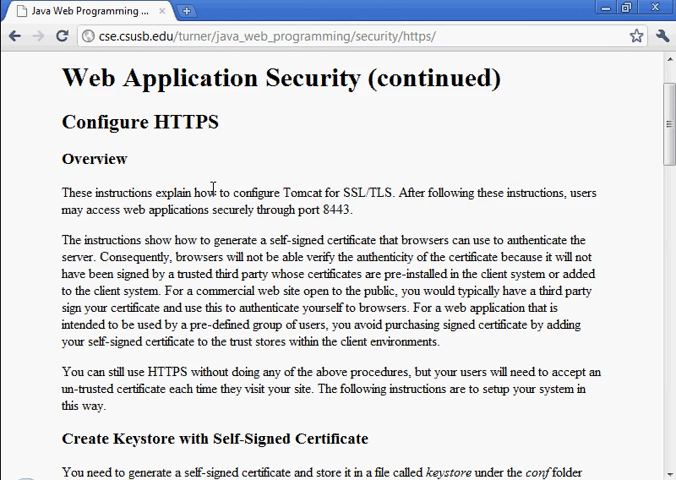 Java Web Programming ...
cse.csusb.edu/turner/java_web_programming/security/https/
Web Application Security (continued)
Configure HTTPS
Overview
These instructions explain how to configure Tomcat for SSL/TLS. After following these instructions, users
may access web applications securely through port 8443.
The instructions show how to generate a self-signed certificate that browsers can use to authenticate the
server. Consequently, browsers will not be able verify the authenticity of the certificate because it will not
have been signed by a trusted third party whose certificates are pre-installed in the client system or added
to the client system. For a commercial web site open to the public, you would typically have a third party
sign your certificate and use this to authenticate yourself to browsers. For a web application that is
intended to be used by a pre-defined group of users, you avoid purchasing signed certificate by adding
your self-signed certificate to the trust stores within the client environments.
You can still use HTTPS without doing any of the above procedures, but your users will need to accept an
un-trusted certificate each time they visit your site. The following instructions are to setup your system in
this way.
Create Keystore with Self-Signed Certificate
You need to generate a self-signed certificate and store it in a file called keystore under the conf folder